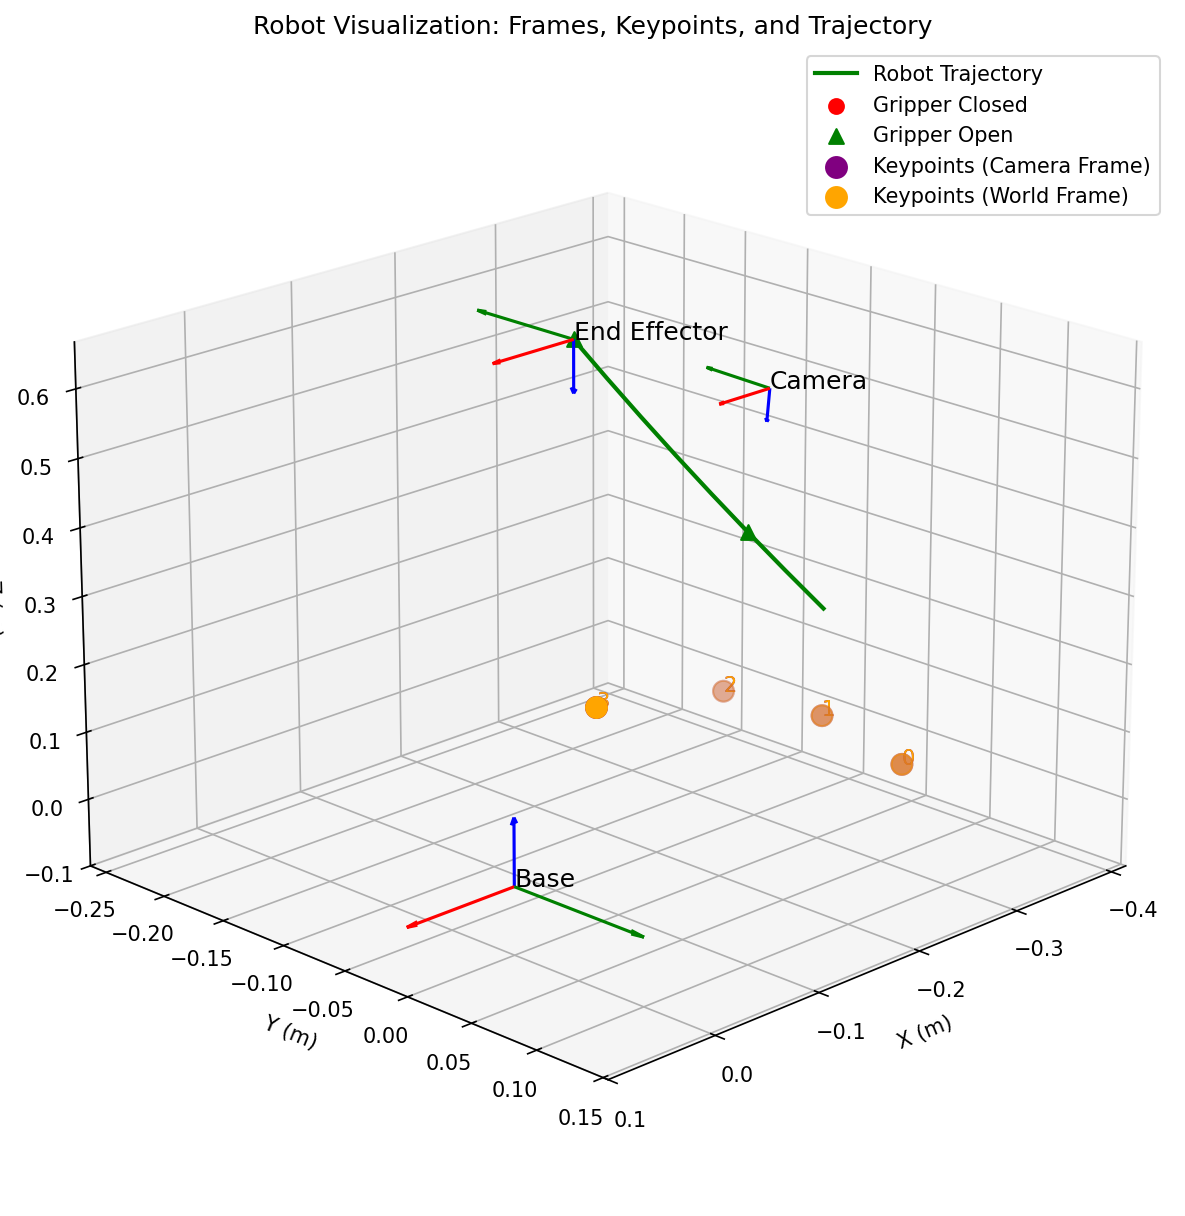 Robot Visualization: Frames, Keypoints, and Trajectory
Robot Trajectory
Gripper Closed
Gripper Open
Keypoints (Camera Frame)
Keypoints (World Frame)
End Effector
Camera
0.6
0.5
0.4
0.3
0.2
0.1
0.0
−0.1
2
1
0
Base
−0.25
−0.20
−0.15
−0.10
−0.05
0.00
0.05
0.10
0.15
Y (m)
−0.4
−0.3
−0.2
−0.1
0.0
0.1
X (m)